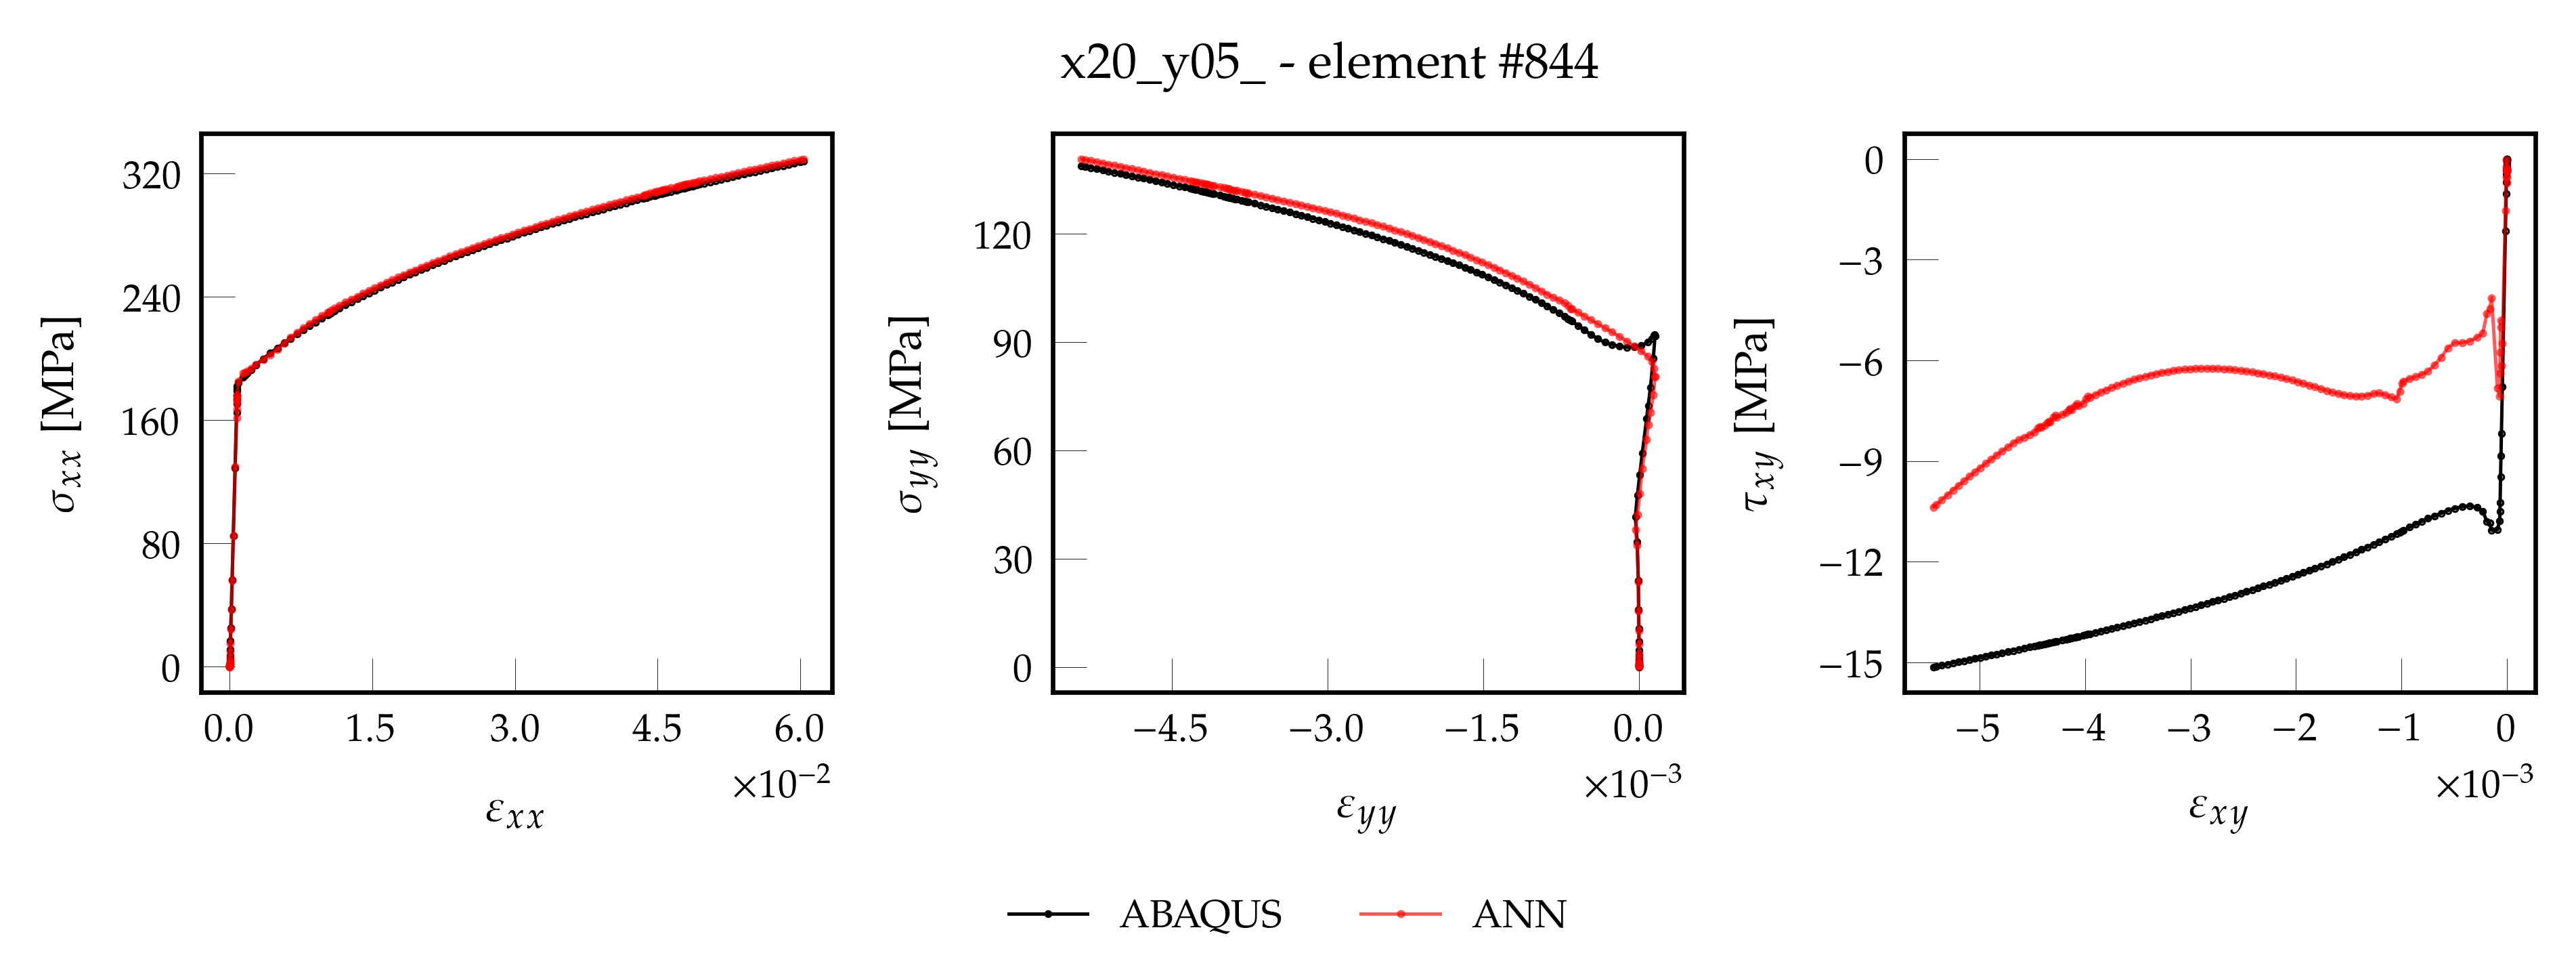 x20_y05_ - element #844
320
240
160
80
0
σxx [MPa]
0.0 1.5 3.0 4.5 6.0
×10−2
εxx
120
90
60
30
0
σyy [MPa]
−4.5 −3.0 −1.5 0.0
×10−3
εyy
0
−3
−6
−9
−12
−15
τxy [MPa]
−5 −4 −3 −2 −1 0
×10−3
εxy
ABAQUS ANN